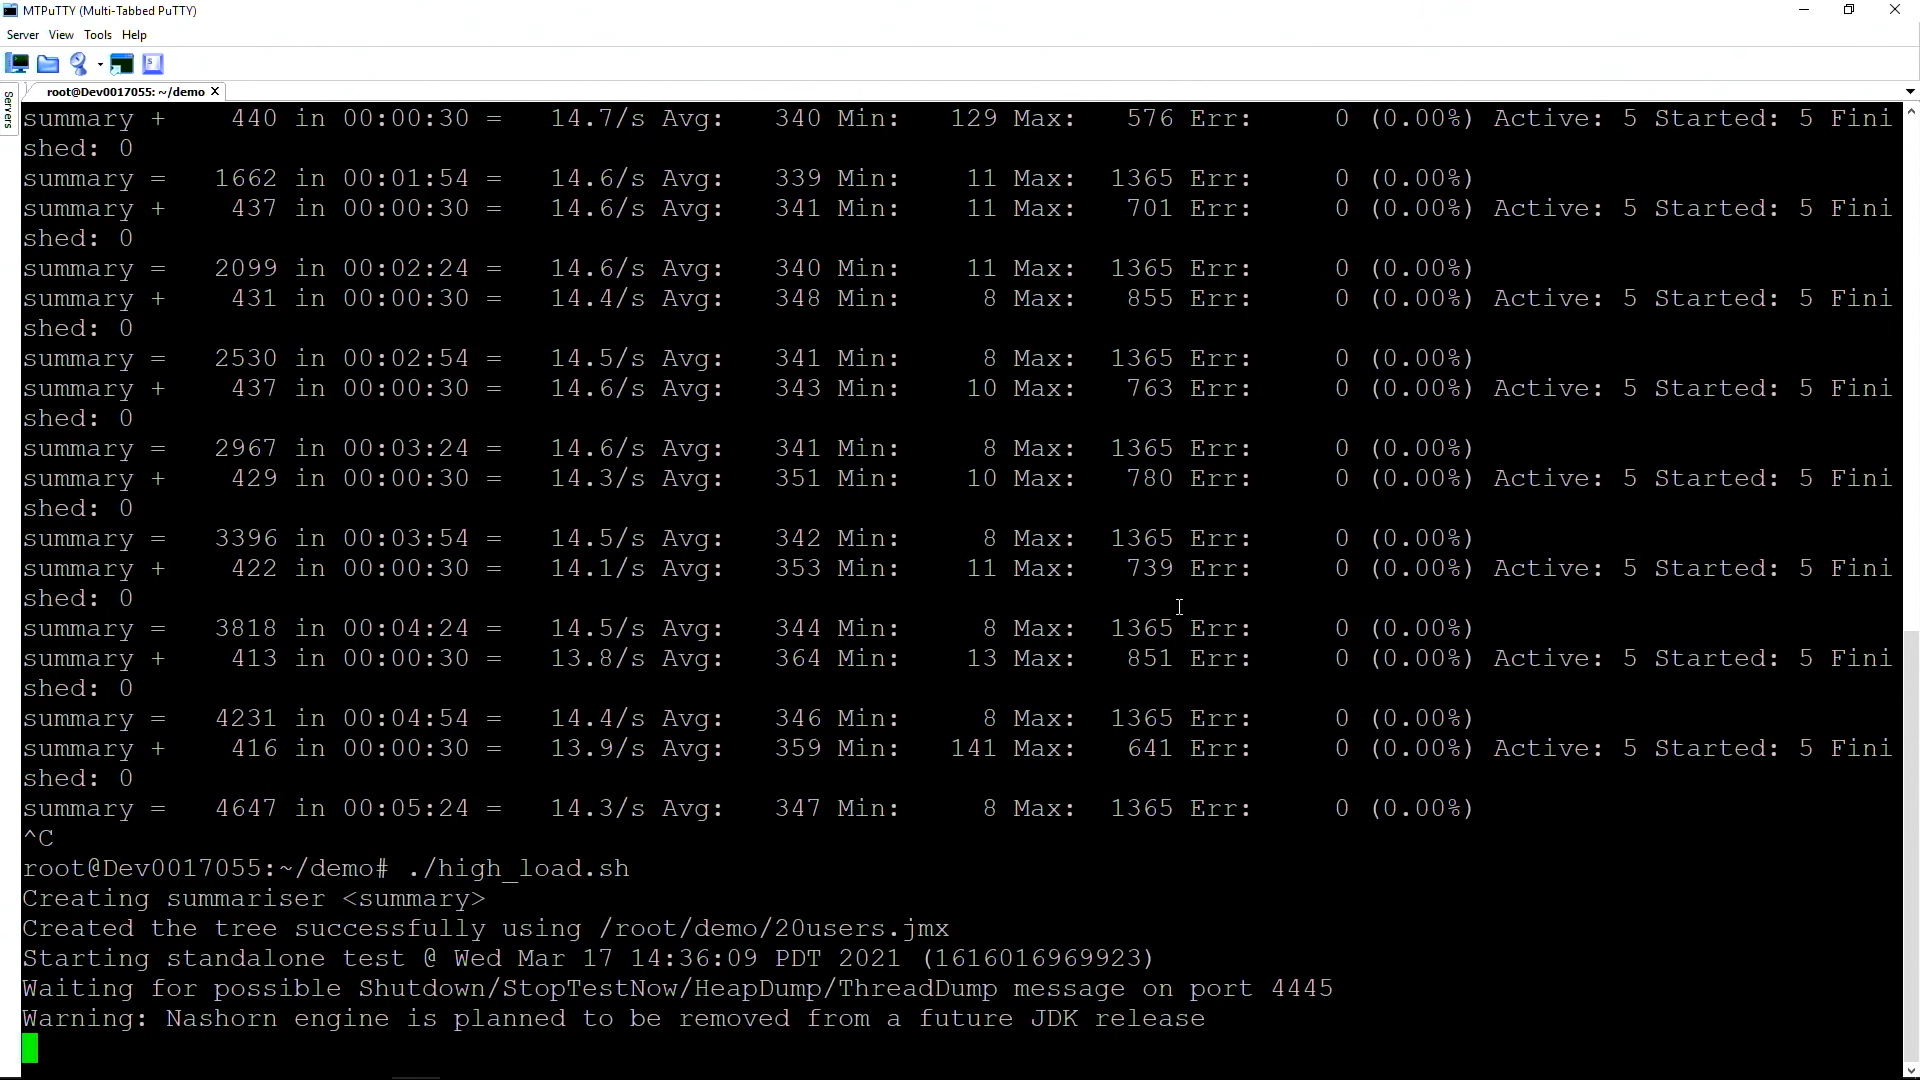 MTPuTTY (Multi-Tabbed PuTTY)
Server View Tools Help
root@Dev0017055: ~/demo X
Servers
summary +    440 in 00:00:30 =   14.7/s Avg:   340 Min:   129 Max:   576 Err:     0 (0.00%) Active: 5 Started: 5 Fini
shed: 0
summary =   1662 in 00:01:54 =   14.6/s Avg:   339 Min:    11 Max:  1365 Err:     0 (0.00%)
summary +    437 in 00:00:30 =   14.6/s Avg:   341 Min:    11 Max:   701 Err:     0 (0.00%) Active: 5 Started: 5 Fini
shed: 0
summary =   2099 in 00:02:24 =   14.6/s Avg:   340 Min:    11 Max:  1365 Err:     0 (0.00%)
summary +    431 in 00:00:30 =   14.4/s Avg:   348 Min:     8 Max:   855 Err:     0 (0.00%) Active: 5 Started: 5 Fini
shed: 0
summary =   2530 in 00:02:54 =   14.5/s Avg:   341 Min:     8 Max:  1365 Err:     0 (0.00%)
summary +    437 in 00:00:30 =   14.6/s Avg:   343 Min:    10 Max:   763 Err:     0 (0.00%) Active: 5 Started: 5 Fini
shed: 0
summary =   2967 in 00:03:24 =   14.6/s Avg:   341 Min:     8 Max:  1365 Err:     0 (0.00%)
summary +    429 in 00:00:30 =   14.3/s Avg:   351 Min:    10 Max:   780 Err:     0 (0.00%) Active: 5 Started: 5 Fini
shed: 0
summary =   3396 in 00:03:54 =   14.5/s Avg:   342 Min:     8 Max:  1365 Err:     0 (0.00%)
summary +    422 in 00:00:30 =   14.1/s Avg:   353 Min:    11 Max:   739 Err:     0 (0.00%) Active: 5 Started: 5 Fini
shed: 0
summary =   3818 in 00:04:24 =   14.5/s Avg:   344 Min:     8 Max:  1365 Err:     0 (0.00%)
summary +    413 in 00:00:30 =   13.8/s Avg:   364 Min:    13 Max:   851 Err:     0 (0.00%) Active: 5 Started: 5 Fini
shed: 0
summary =   4231 in 00:04:54 =   14.4/s Avg:   346 Min:     8 Max:  1365 Err:     0 (0.00%)
summary +    416 in 00:00:30 =   13.9/s Avg:   359 Min:   141 Max:   641 Err:     0 (0.00%) Active: 5 Started: 5 Fini
shed: 0
summary =   4647 in 00:05:24 =   14.3/s Avg:   347 Min:     8 Max:  1365 Err:     0 (0.00%)
^C
root@Dev0017055:~/demo# ./high_load.sh
Creating summariser <summary>
Created the tree successfully using /root/demo/20users.jmx
Starting standalone test @ Wed Mar 17 14:36:09 PDT 2021 (1616016969923)
Waiting for possible Shutdown/StopTestNow/HeapDump/ThreadDump message on port 4445
Warning: Nashorn engine is planned to be removed from a future JDK release